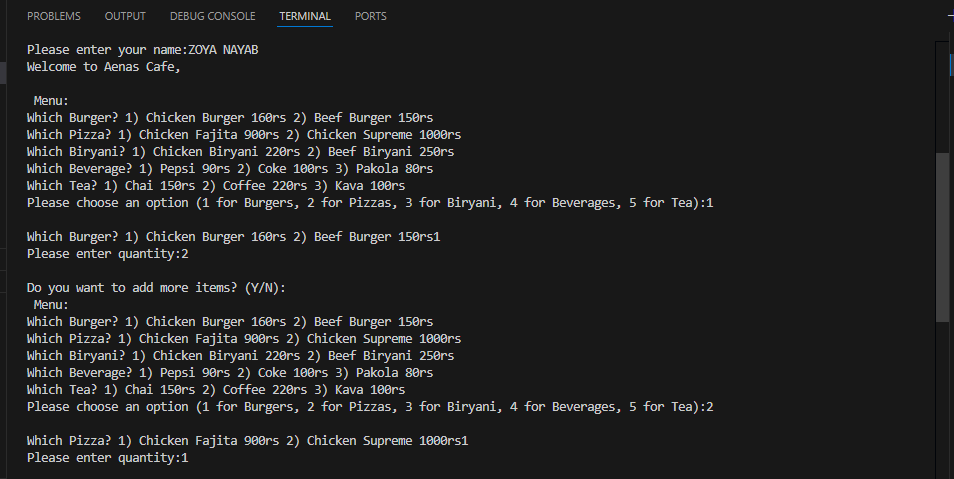 PROBLEMS OUTPUT DEBUG CONSOLE TERMINAL PORTS
Please enter your name:ZOYA NAYAB
Welcome to Aenas Cafe,
Menu:
Which Burger? 1) Chicken Burger 160rs 2) Beef Burger 150rs
Which Pizza? 1) Chicken Fajita 900rs 2) Chicken Supreme 1000rs
Which Biryani? 1) Chicken Biryani 220rs 2) Beef Biryani 250rs
Which Beverage? 1) Pepsi 90rs 2) Coke 100rs 3) Pakola 80rs
Which Tea? 1) Chai 150rs 2) Coffee 220rs 3) Kava 100rs
Please choose an option (1 for Burgers, 2 for Pizzas, 3 for Biryani, 4 for Beverages, 5 for Tea):1
Which Burger? 1) Chicken Burger 160rs 2) Beef Burger 150rs1
Please enter quantity:2
Do you want to add more items? (Y/N):
Menu:
Which Burger? 1) Chicken Burger 160rs 2) Beef Burger 150rs
Which Pizza? 1) Chicken Fajita 900rs 2) Chicken Supreme 1000rs
Which Biryani? 1) Chicken Biryani 220rs 2) Beef Biryani 250rs
Which Beverage? 1) Pepsi 90rs 2) Coke 100rs 3) Pakola 80rs
Which Tea? 1) Chai 150rs 2) Coffee 220rs 3) Kava 100rs
Please choose an option (1 for Burgers, 2 for Pizzas, 3 for Biryani, 4 for Beverages, 5 for Tea):2
Which Pizza? 1) Chicken Fajita 900rs 2) Chicken Supreme 1000rs1
Please enter quantity:1